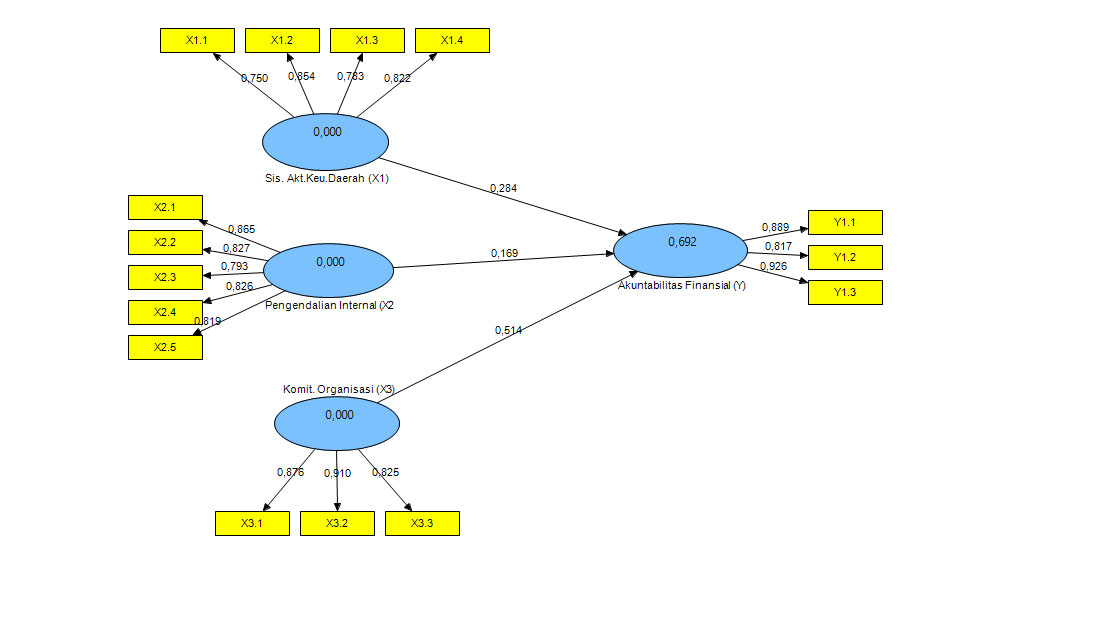 X1.1
X1.2
X1.3
X1.4
0,750
0,854
0,783
0,822
0,000
Sis. Akt.Keu.Daerah (X1)
0,284
X2.1
X2.2
X2.3
X2.4
X2.5
0,865
0,827
0,793
0,826
0,819
0,000
Pengendalian Internal (X2
0,169
0,692
Akuntabilitas Finansial (Y)
0,889
0,817
0,926
Y1.1
Y1.2
Y1.3
0,514
Komit. Organisasi (X3)
0,000
0,876
0,910
0,825
X3.1
X3.2
X3.3